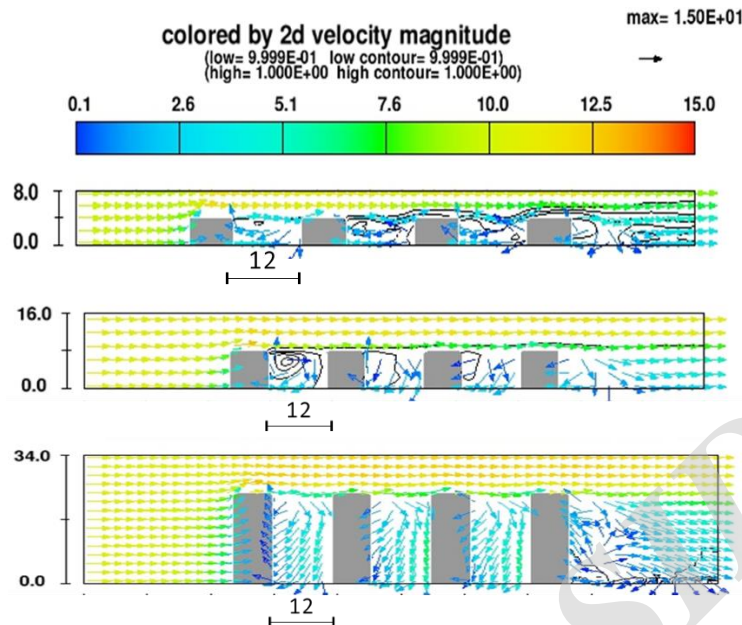 max= 1.50E+01
colored by 2d velocity magnitude
(low= 9.999E-01 low contour= 9.999E-01)
(high= 1.000E+00 high contour= 1.000E+00)
0.1 2.6 5.1 7.6 10.0 12.5 15.0
8.0
0.0
12
16.0
0.0
12
34.0
0.0
12